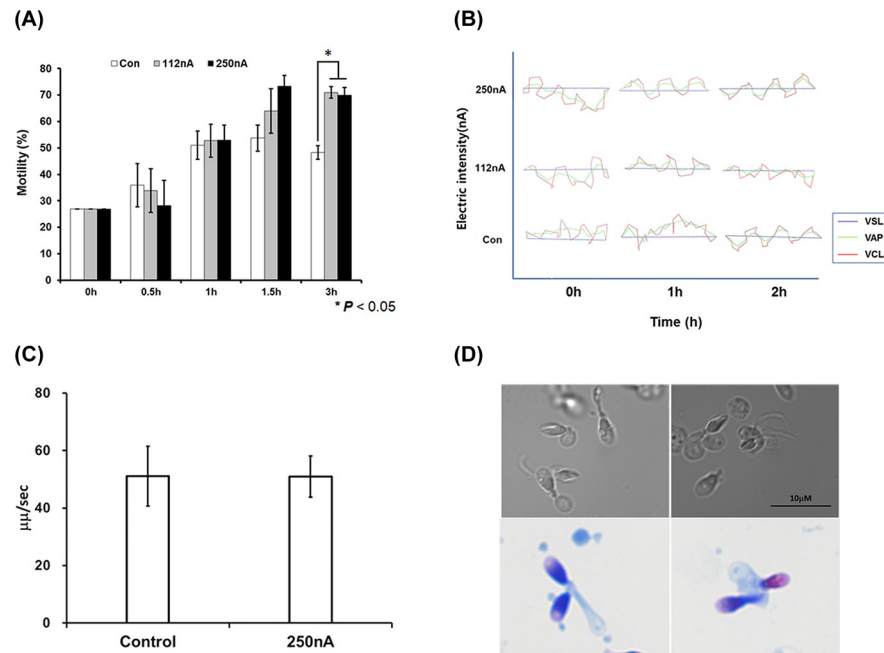 (A)
Con 112nA 250nA
*
80
70
60
50
40
30
20
10
0
Motility (%)
0h 0.5h 1h 1.5h 3h
* P < 0.05
(B)
Electric intensity(nA)
250nA
112nA
Con
0h 1h 2h
Time (h)
VSL
VAP
VCL
(C)
80
60
40
20
0
μμ/sec
Control 250nA
(D)
10μM